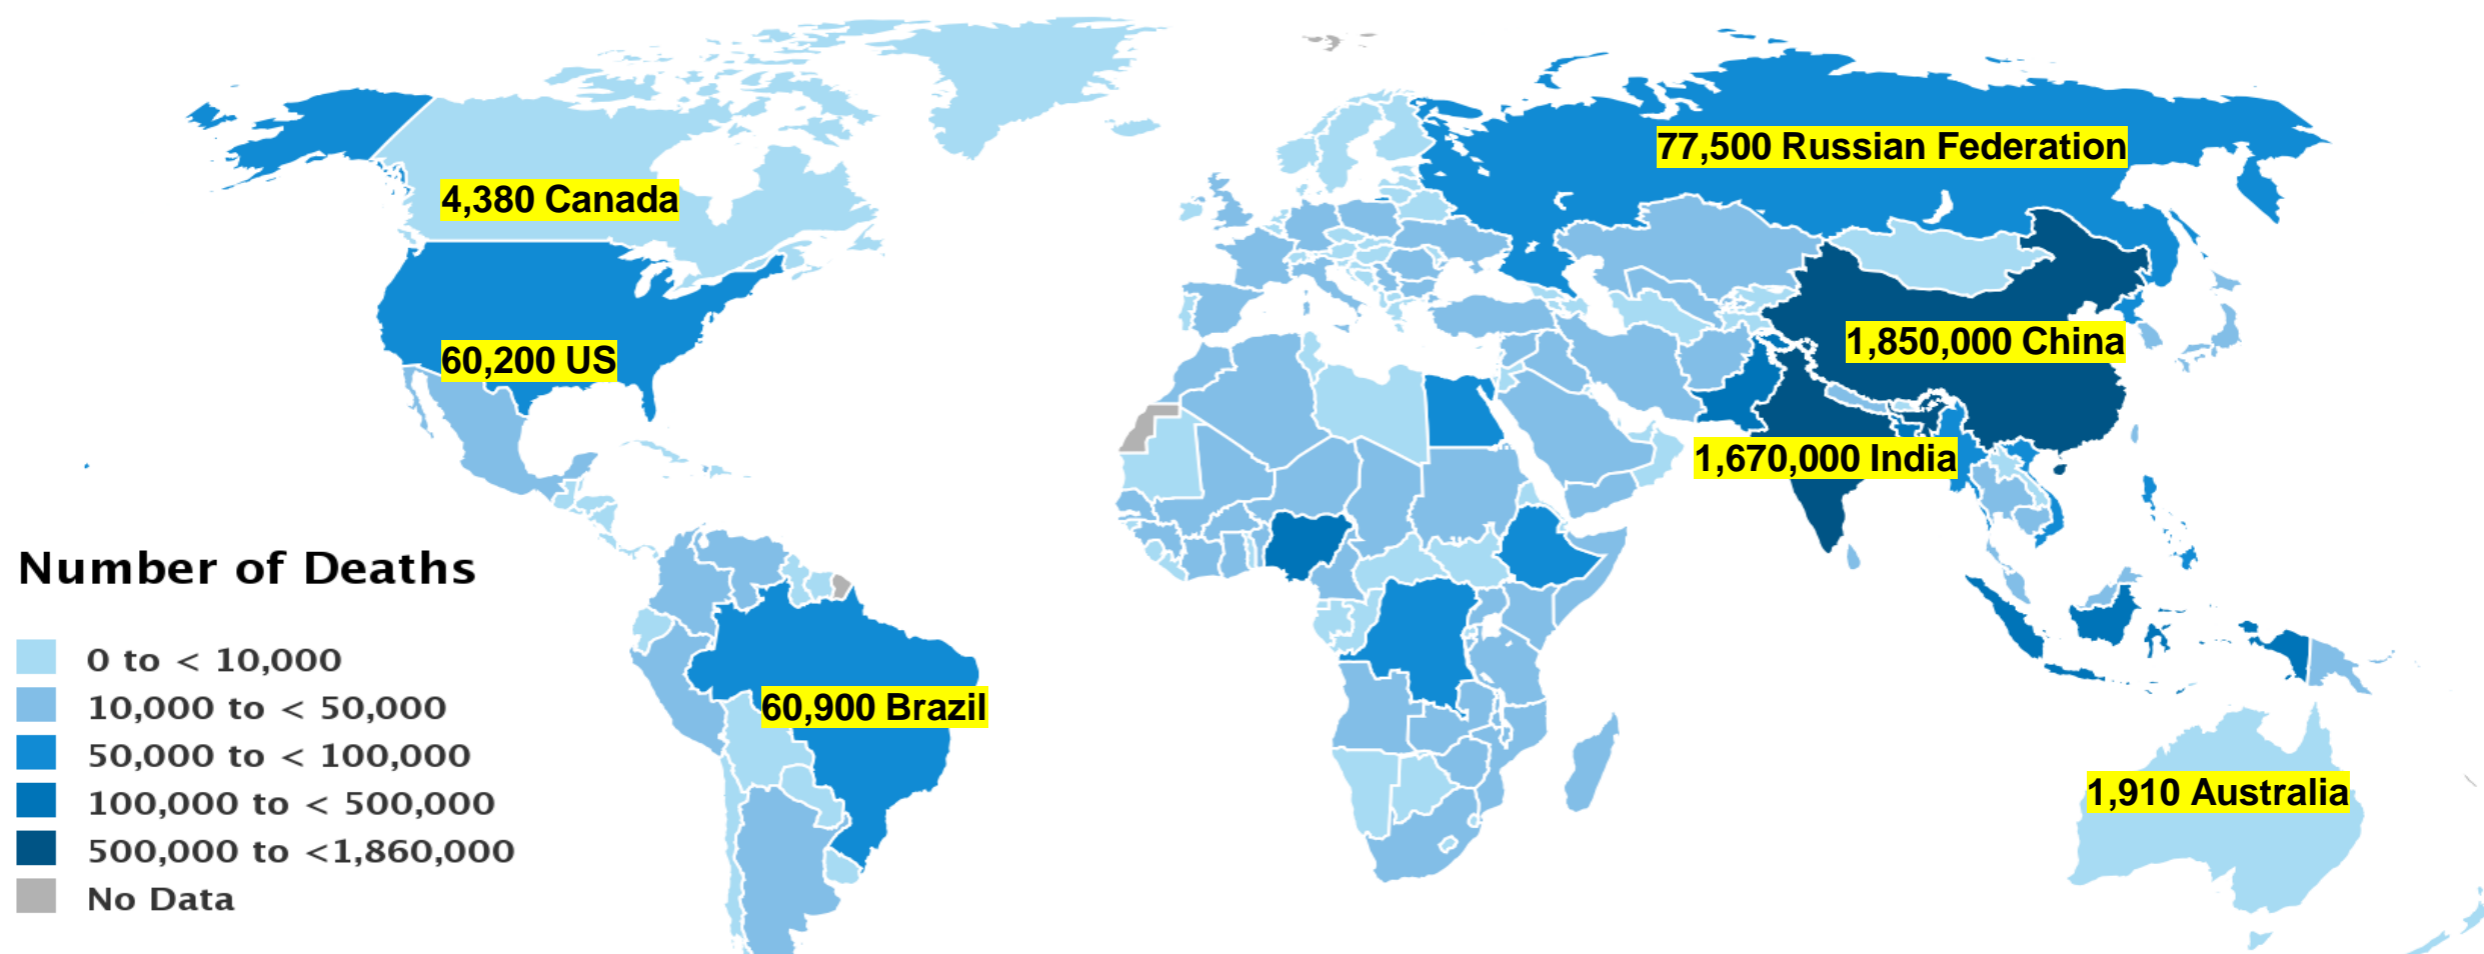 77,500 Russian Federation
4,380 Canada
1,850,000 China
60,200 US
1,670,000 India
Number of Deaths
0 to < 10,000
10,000 to < 50,000
50,000 to < 100,000
100,000 to < 500,000
500,000 to <1,860,000
No Data
60,900 Brazil
1,910 Australia